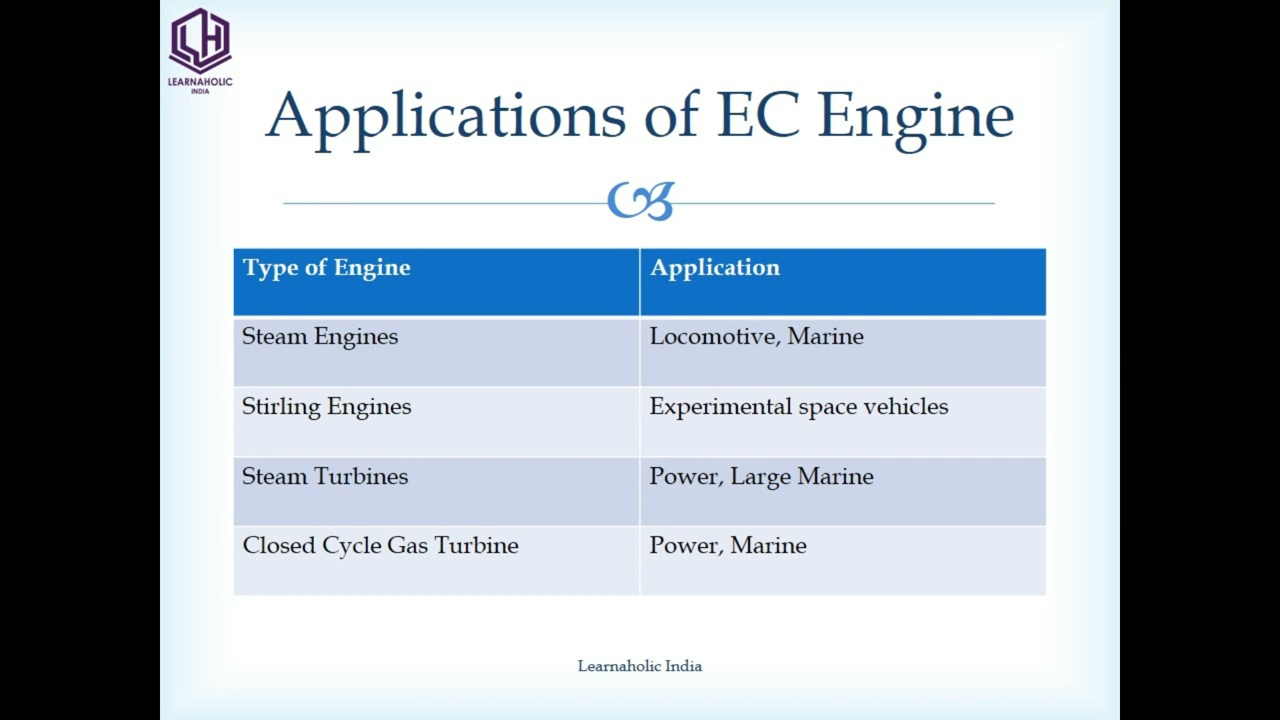 LH
LEARNAHOLIC
INDIA
Applications of EC Engine
Type of Engine Application
Steam Engines Locomotive, Marine
Stirling Engines Experimental space vehicles
Steam Turbines Power, Large Marine
Closed Cycle Gas Turbine Power, Marine
Learnaholic India